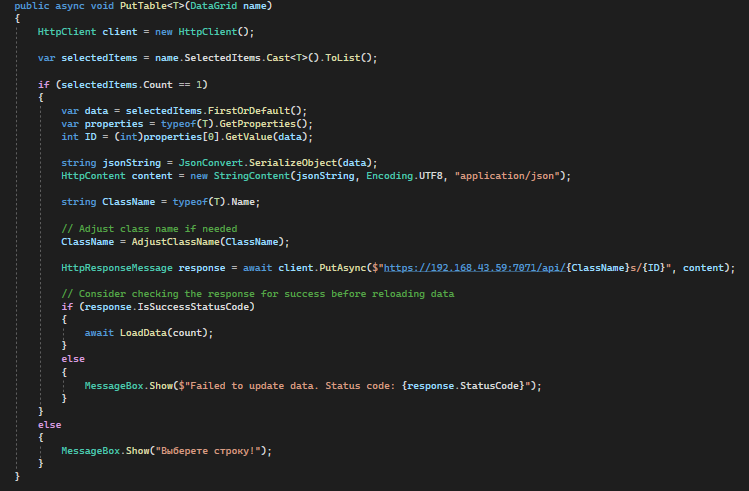 public async void PutTable<T>(DataGrid name)
{
HttpClient client = new HttpClient();
var selectedItems = name.SelectedItems.Cast<T>().ToList();
if (selectedItems.Count == 1)
{
var data = selectedItems.FirstOrDefault();
var properties = typeof(T).GetProperties();
int ID = (int)properties[0].GetValue(data);
string jsonString = JsonConvert.SerializeObject(data);
HttpContent content = new StringContent(jsonString, Encoding.UTF8, "application/json");
string ClassName = typeof(T).Name;
// Adjust class name if needed
ClassName = AdjustClassName(ClassName);
HttpResponseMessage response = await client.PutAsync($"https://192.168.43.59:7071/api/{ClassName}s/{ID}", content);
// Consider checking the response for success before reloading data
if (response.IsSuccessStatusCode)
{
await LoadData(count);
}
else
{
MessageBox.Show($"Failed to update data. Status code: {response.StatusCode}");
}
}
else
{
MessageBox.Show("Выберете строку!");
}
}